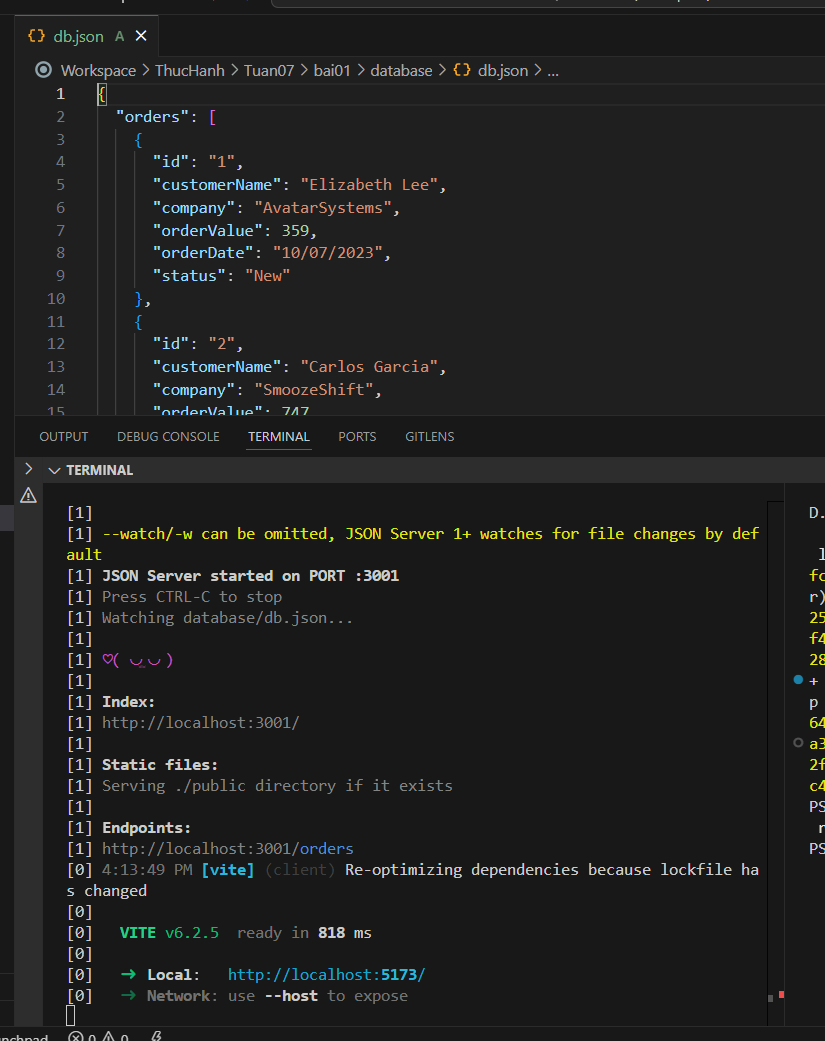 db.json A
Workspace > ThucHanh > Tuan07 > bai01 > database > {} db.json > ...
1 {
2 "orders": [
3 {
4 "id": "1",
5 "customerName": "Elizabeth Lee",
6 "company": "AvatarSystems",
7 "orderValue": 359,
8 "orderDate": "10/07/2023",
9 "status": "New"
10 },
11 {
12 "id": "2",
13 "customerName": "Carlos Garcia",
14 "company": "SmoozeShift",
15 "orderValue": 747
OUTPUT DEBUG CONSOLE TERMINAL PORTS GITLENS
TERMINAL
[1]
[1] --watch/-w can be omitted, JSON Server 1+ watches for file changes by def
ault
[1] JSON Server started on PORT :3001
[1] Press CTRL-C to stop
[1] Watching database/db.json...
[1]
[1] ♡( ◡‿◡ )
[1]
[1] Index:
[1] http://localhost:3001/
[1]
[1] Static files:
[1] Serving ./public directory if it exists
[1]
[1] Endpoints:
[1] http://localhost:3001/orders
[0] 4:13:49 PM [vite] (client) Re-optimizing dependencies because lockfile ha
s changed
[0]
[0] VITE v6.2.5 ready in 818 ms
[0]
[0] ➜ Local: http://localhost:5173/
[0] ➜ Network: use --host to expose
D.
r)
25
f4
28
+
p
64
a3
2f
c4
PS
r
PS
0 0